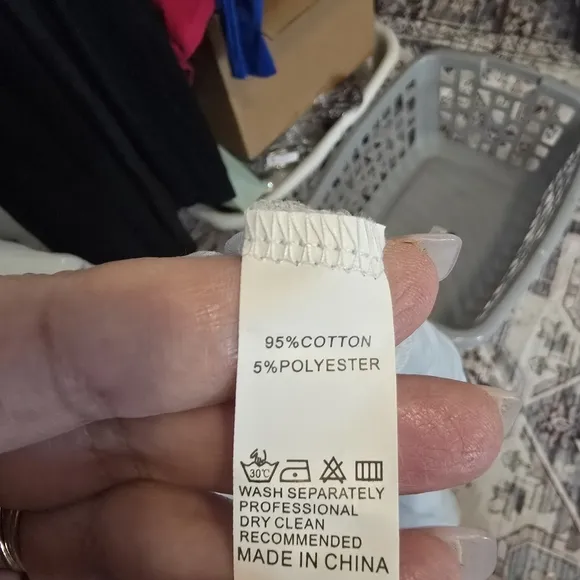 95%COTTON
5%POLYESTER
30°C
WASH SEPARATELY
PROFESSIONAL
DRY CLEAN
RECOMMENDED
MADE IN CHINA